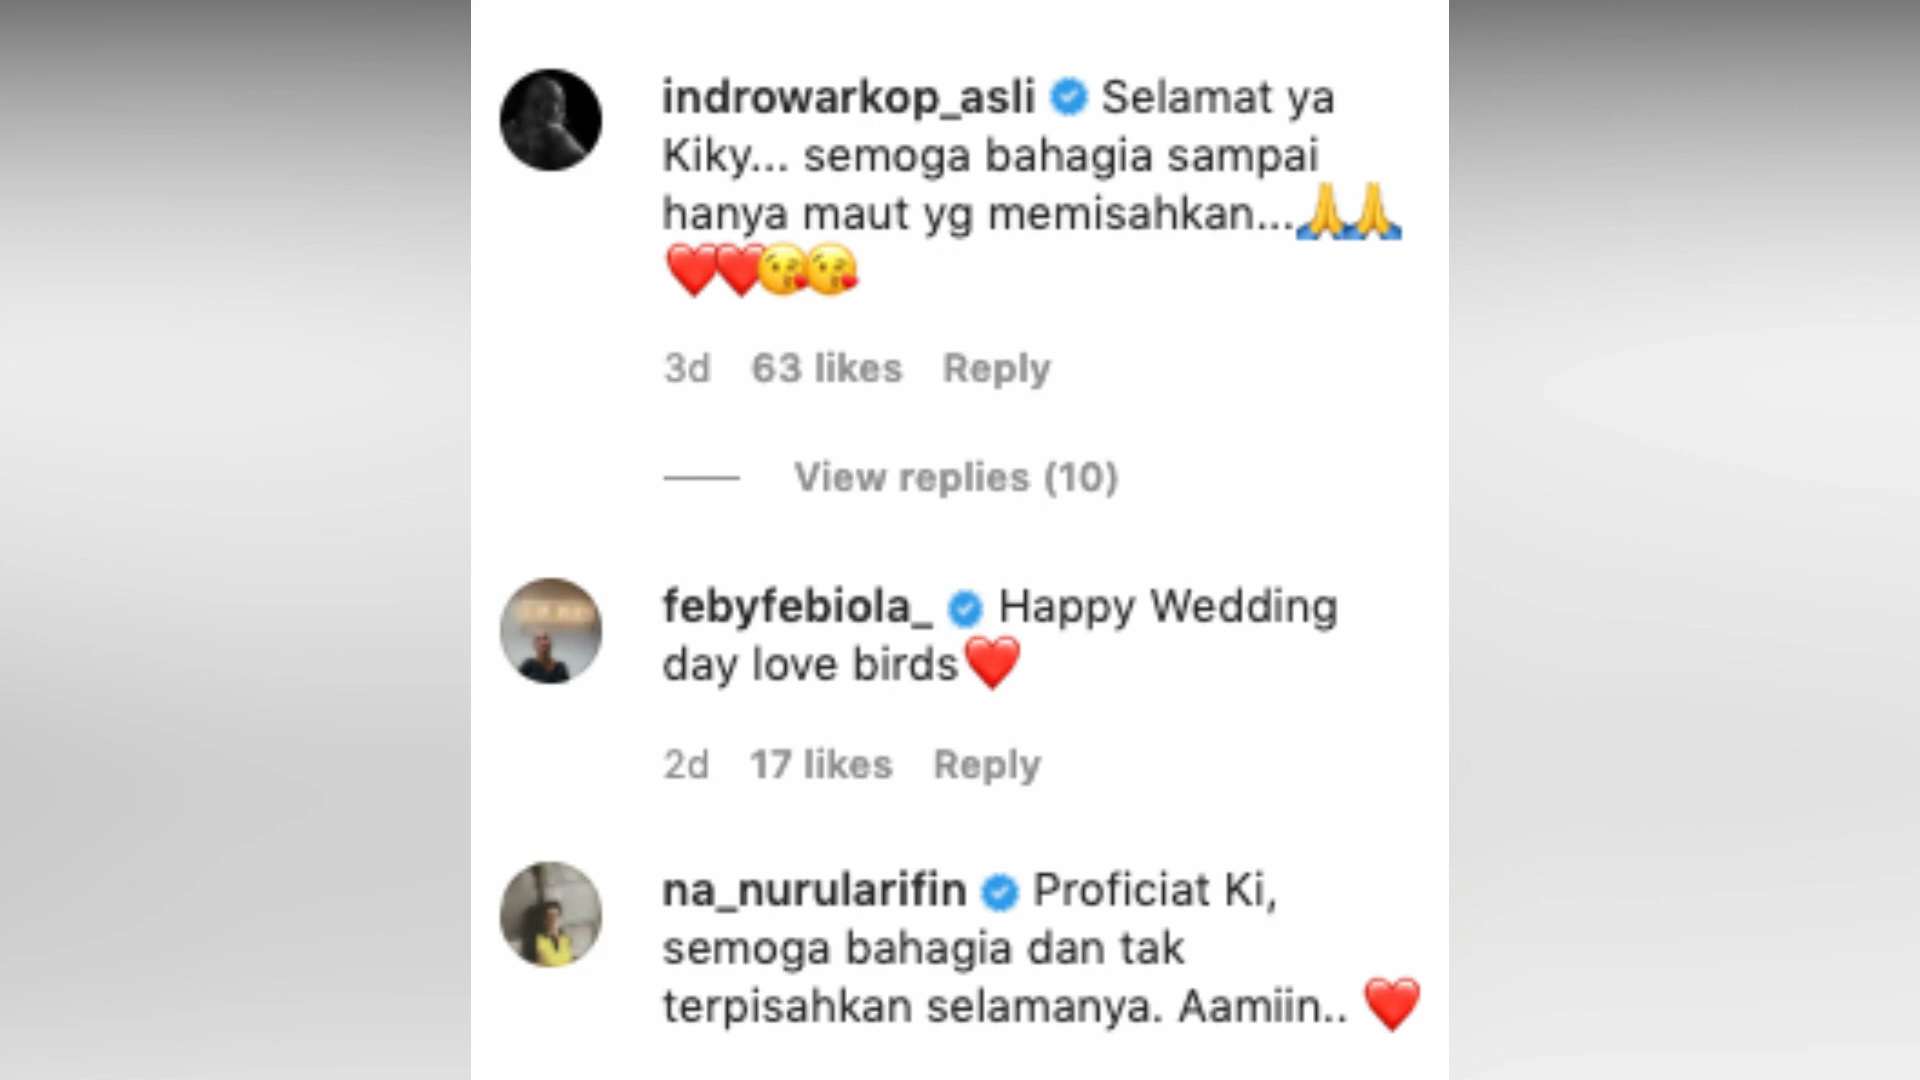 indrowarkop_asli Selamat ya
Kiky... semoga bahagia sampai
hanya maut yg memisahkan...🙏🙏
❤️❤️😘😘
3d 63 likes Reply
View replies (10)
febyfebiola_ Happy Wedding
day love birds❤️
2d 17 likes Reply
na_nurularifin Proficiat Ki,
semoga bahagia dan tak
terpisahkan selamanya. Aamiin.. ❤️